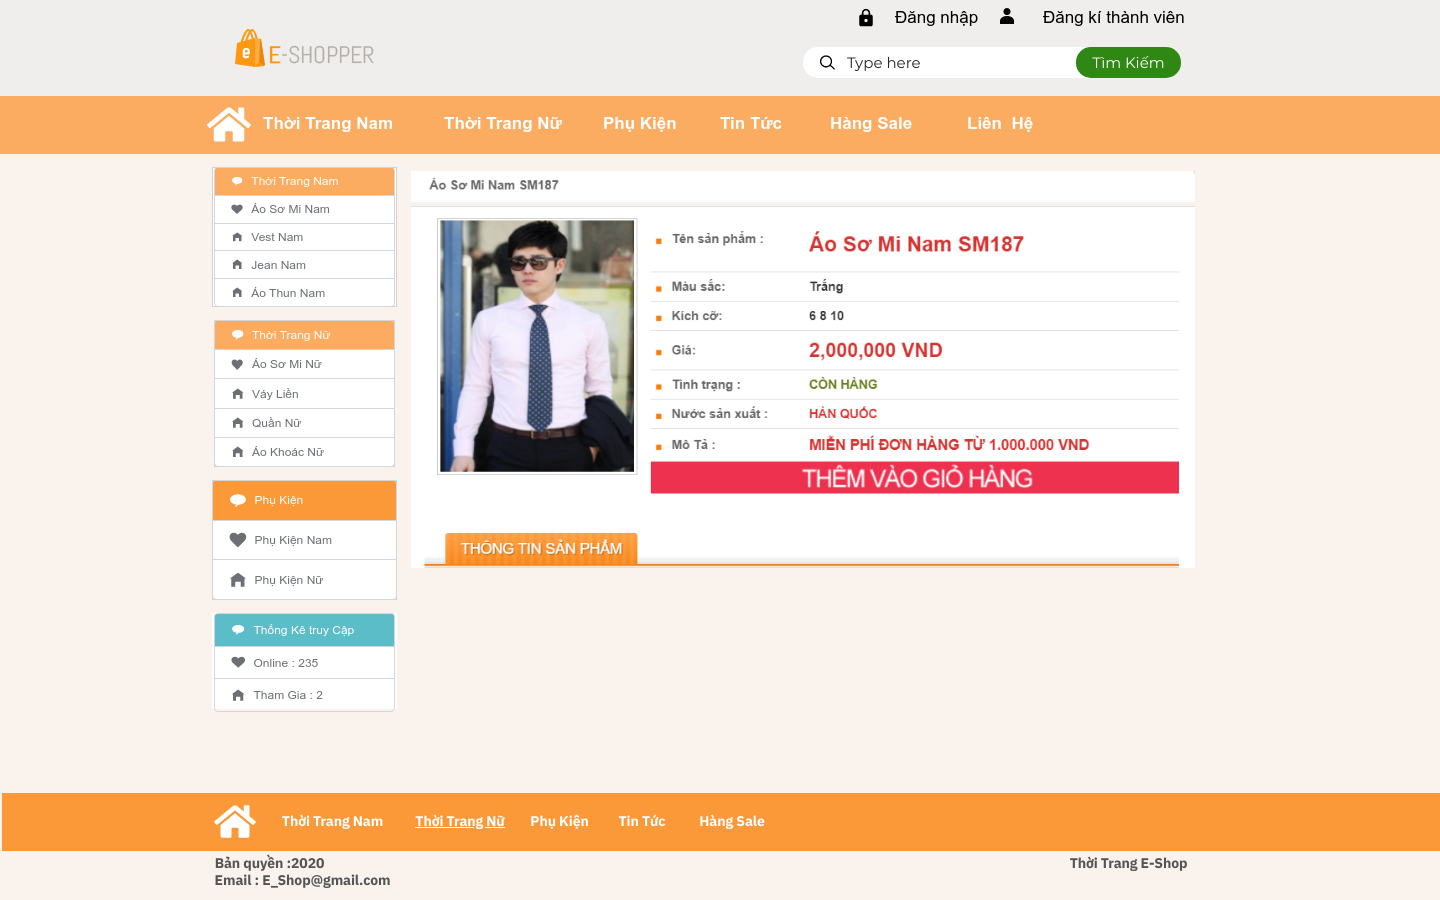 Đăng nhập Đăng kí thành viên
E-SHOPPER
Type here Tìm Kiếm
Thời Trang Nam Thời Trang Nữ Phụ Kiện Tin Tức Hàng Sale Liên Hệ
Thời Trang Nam
Áo Sơ Mi Nam
Vest Nam
Jean Nam
Áo Thun Nam
Thời Trang Nữ
Áo Sơ Mi Nữ
Váy Liền
Quần Nữ
Áo Khoác Nữ
Phụ Kiện
Phụ Kiện Nam
Phụ Kiện Nữ
Thống Kê truy Cập
Online : 235
Tham Gia : 2
Áo Sơ Mi Nam SM187
Tên sản phẩm : Áo Sơ Mi Nam SM187
Màu sắc: Trắng
Kích cỡ: 6 8 10
Giá: 2,000,000 VND
Tình trạng : CÒN HÀNG
Nước sản xuất : HÀN QUỐC
Mô Tả : MIỄN PHÍ ĐƠN HÀNG TỪ 1.000.000 VND
THÊM VÀO GIỎ HÀNG
THÔNG TIN SẢN PHẨM
Thời Trang Nam Thời Trang Nữ Phụ Kiện Tin Tức Hàng Sale
Bản quyền :2020 Thời Trang E-Shop
Email : E_Shop@gmail.com